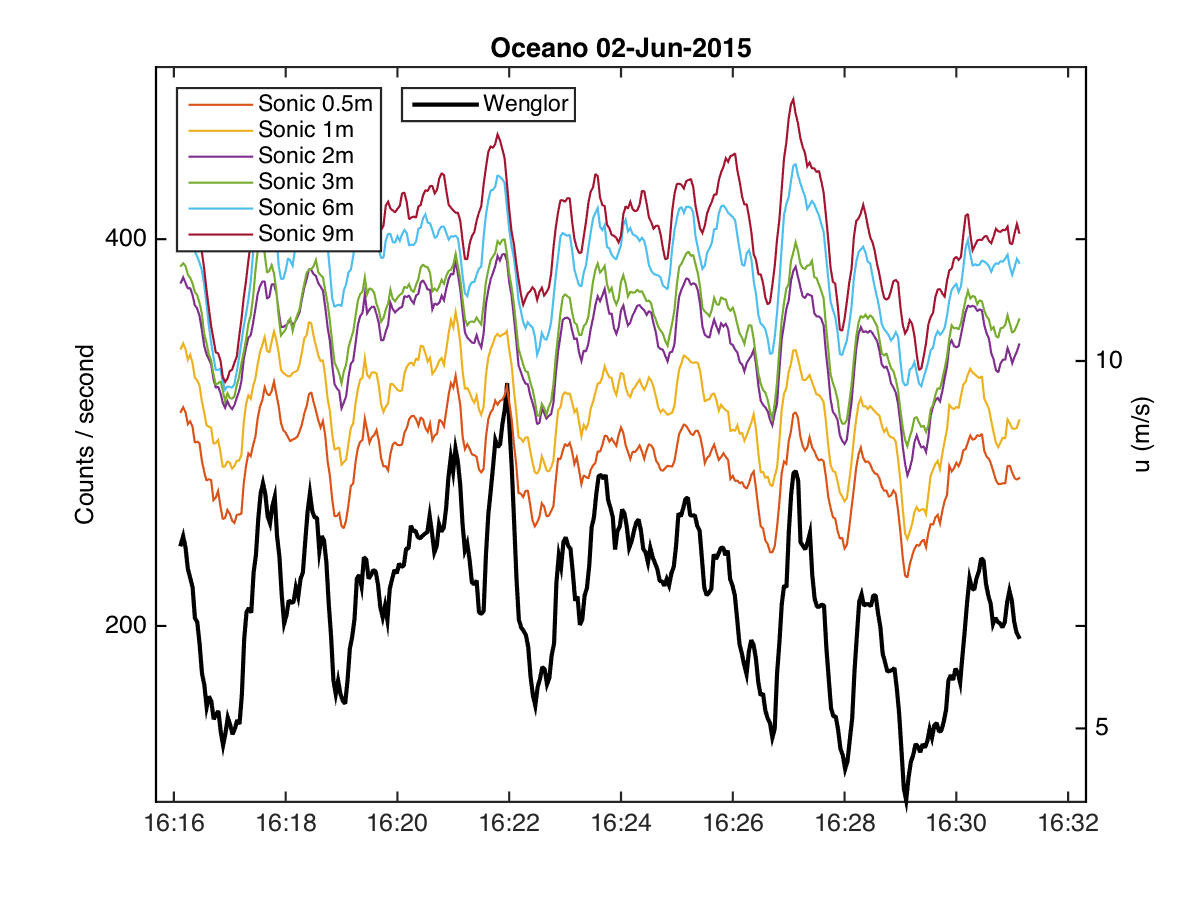 Oceano 02-Jun-2015
Sonic 0.5m
Sonic 1m
Sonic 2m
Sonic 3m
Sonic 6m
Sonic 9m
Wenglor
400
200
Counts / second
10
5
u (m/s)
16:16 16:18 16:20 16:22 16:24 16:26 16:28 16:30 16:32